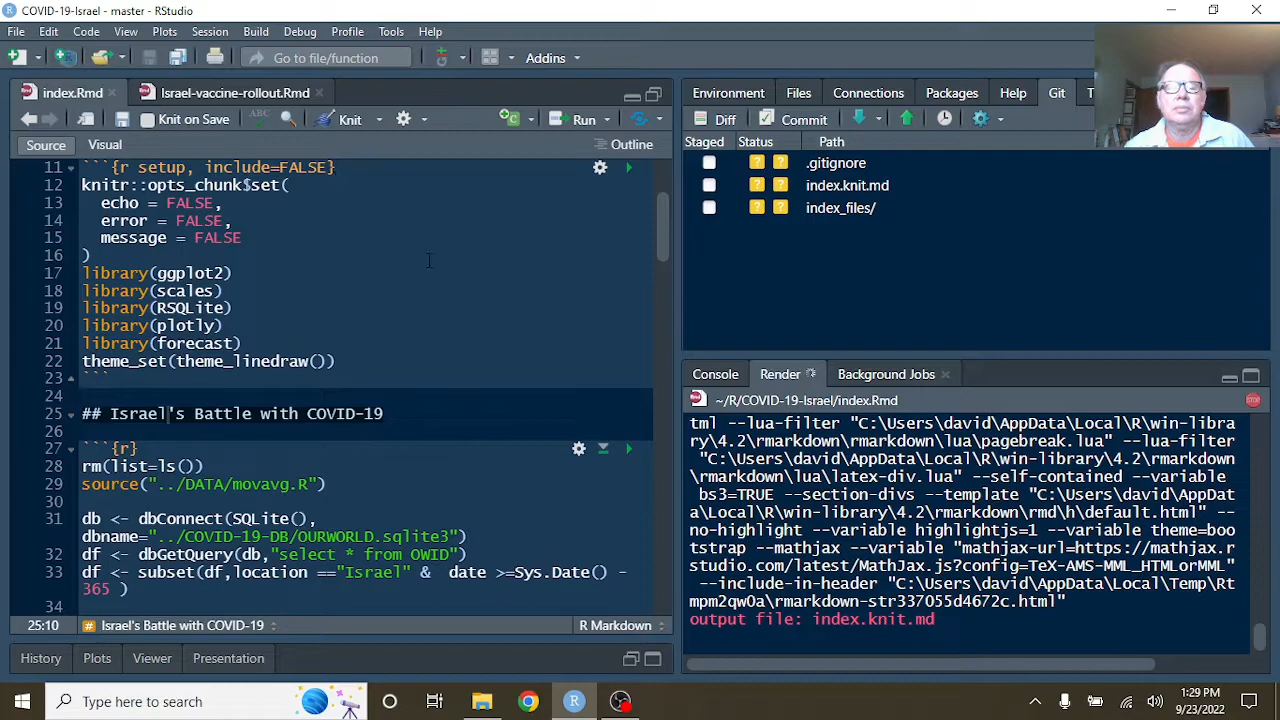 COVID-19-Israel - master - RStudio
File Edit Code View Plots Session Build Debug Profile Tools Help
Go to file/function Addins
index.Rmd Israel-vaccine-rollout.Rmd
Knit on Save ABC Knit Run
Source Visual Outline
11 ```{r setup, include=FALSE}
12 knitr::opts_chunk$set(
13 echo = FALSE,
14 error = FALSE,
15 message = FALSE
16 )
17 library(ggplot2)
18 library(scales)
19 library(RSQLite)
20 library(plotly)
21 library(forecast)
22 theme_set(theme_linedraw())
23 ```
24
25 ## Israel's Battle with COVID-19
26
27 ```{r}
28 rm(list=ls())
29 source("../DATA/movavg.R")
30
31 db <- dbConnect(SQLite(),
dbname="../COVID-19-DB/OURWORLD.sqlite3")
32 df <- dbGetQuery(db,"select * from OWID")
33 df <- subset(df,location =="Israel" & date >=Sys.Date() -
365 )
34
25:10 # Israel's Battle with COVID-19 R Markdown
History Plots Viewer Presentation
Environment Files Connections Packages Help Git T
Diff Commit
Staged Status Path
? ? .gitignore
? ? index.knit.md
? ? index_files/
Console Render Background Jobs
~/R/COVID-19-Israel/index.Rmd STOP
tml --lua-filter "C:\Users\david\AppData\Local\R\win-libra
ry\4.2\rmarkdown\rmarkdown\lua\pagebreak.lua" --lua-filter
"C:\Users\david\AppData\Local\R\win-library\4.2\rmarkdown
\rmarkdown\lua\latex-div.lua" --self-contained --variable
bs3=TRUE --section-divs --template "C:\Users\david\AppDat
a\Local\R\win-library\4.2\rmarkdown\rmd\h\default.html" --
no-highlight --variable highlightjs=1 --variable theme=boo
tstrap --mathjax --variable "mathjax-url=https://mathjax.r
studio.com/latest/MathJax.js?config=TeX-AMS-MML_HTMLorMML"
--include-in-header "C:\Users\david\AppData\Local\Temp\Rt
mpm2qw0a\rmarkdown-str337055d4672c.html"
output file: index.knit.md
Type here to search
1:29 PM
9/23/2022